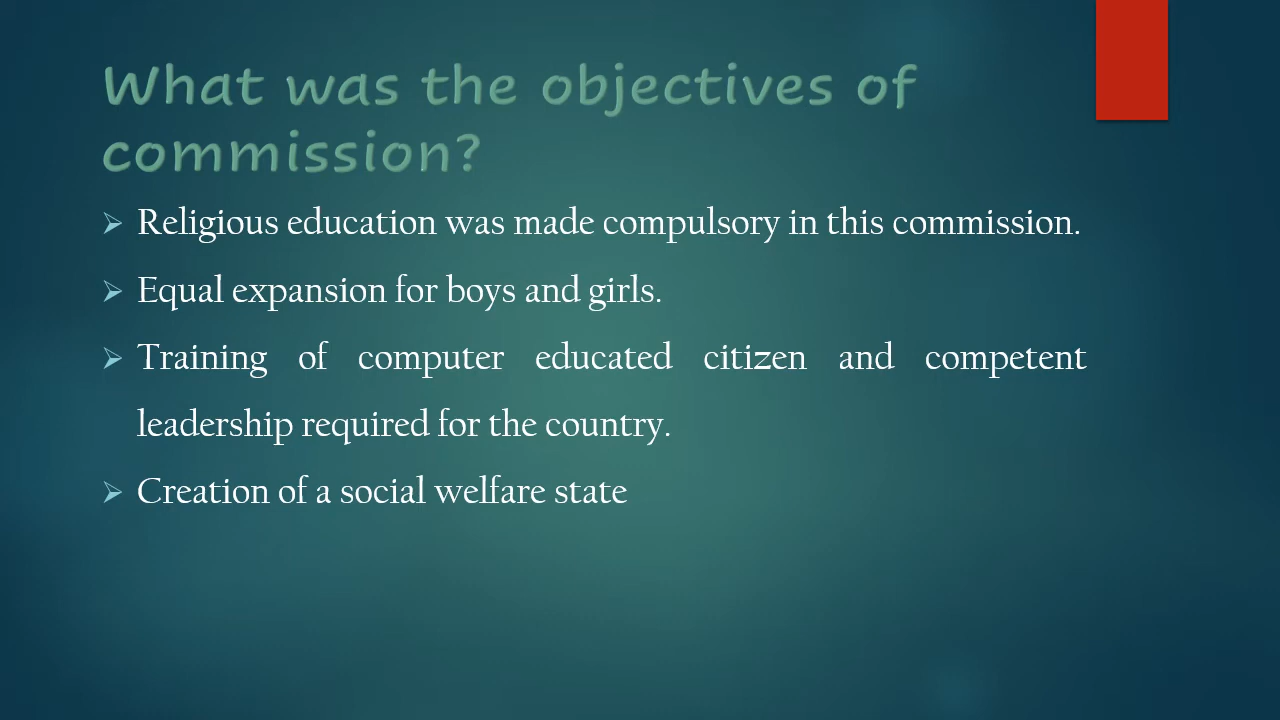 What was the objectives of
commission?
Religious education was made compulsory in this commission.
Equal expansion for boys and girls.
Training of computer educated citizen and competent
leadership required for the country.
Creation of a social welfare state